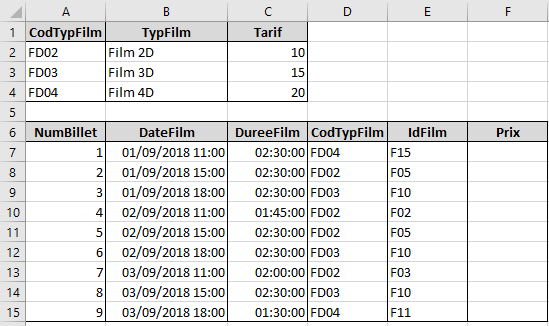 A B C D E F
1 CodTypFilm TypFilm Tarif
2 FD02 Film 2D 10
3 FD03 Film 3D 15
4 FD04 Film 4D 20
5
6 NumBillet DateFilm DureeFilm CodTypFilm IdFilm Prix
7 1 01/09/2018 11:00 02:30:00 FD04 F15
8 2 01/09/2018 15:00 02:30:00 FD02 F05
9 3 01/09/2018 18:00 02:30:00 FD03 F10
10 4 02/09/2018 11:00 01:45:00 FD02 F02
11 5 02/09/2018 15:00 02:30:00 FD02 F05
12 6 02/09/2018 18:00 02:30:00 FD03 F10
13 7 03/09/2018 11:00 02:00:00 FD02 F03
14 8 03/09/2018 15:00 02:30:00 FD03 F10
15 9 03/09/2018 18:00 01:30:00 FD04 F11